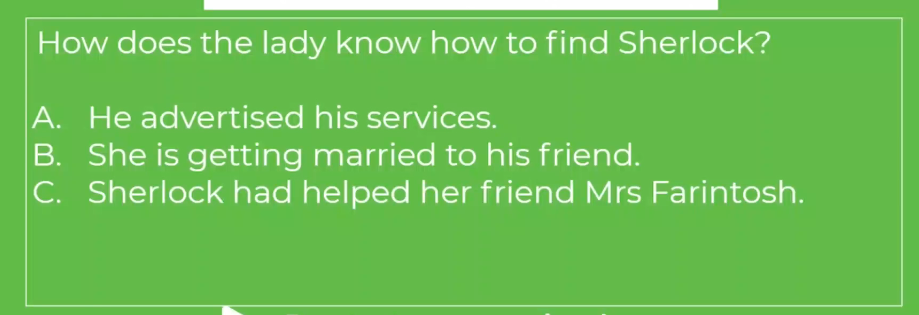 How does the lady know how to find Sherlock?
A. He advertised his services.
B. She is getting married to his friend.
C. Sherlock had helped her friend Mrs Farintosh.